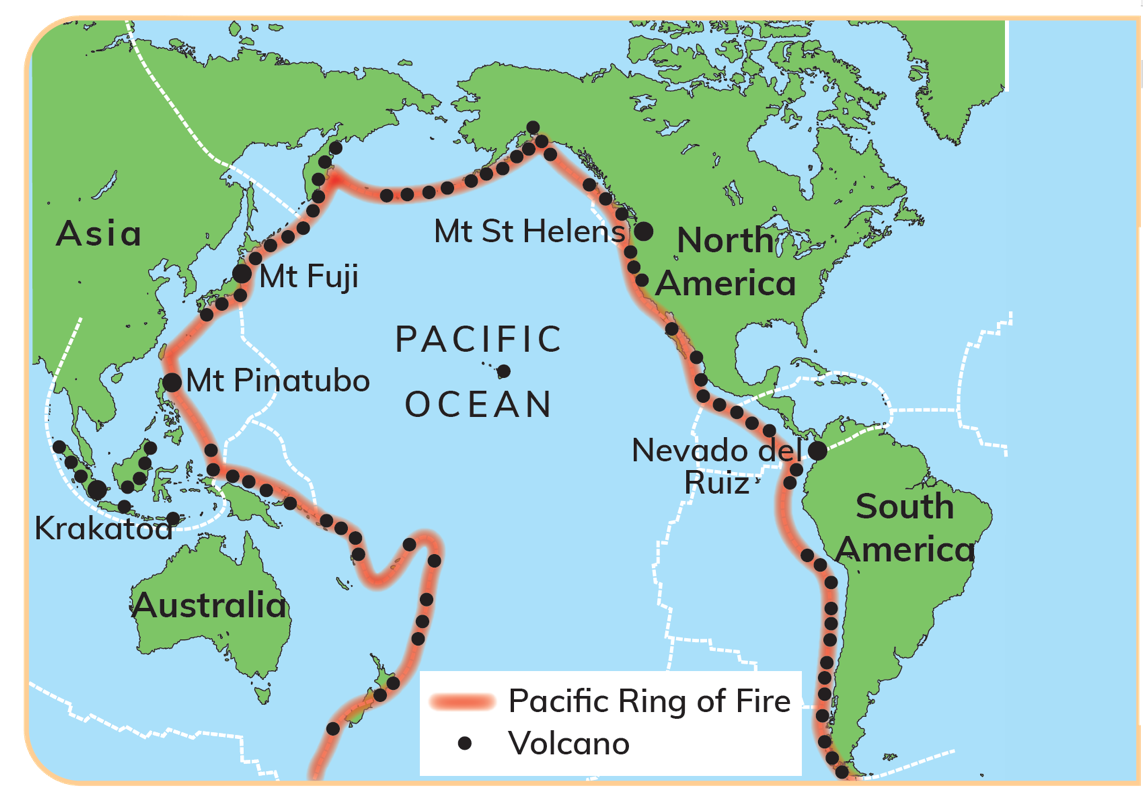 Asia
Mt St Helens
North
America
Mt Fuji
PACIFIC
OCEAN
Mt Pinatubo
Nevado del
Ruiz
Krakatoa
South
America
Australia
Pacific Ring of Fire
Volcano